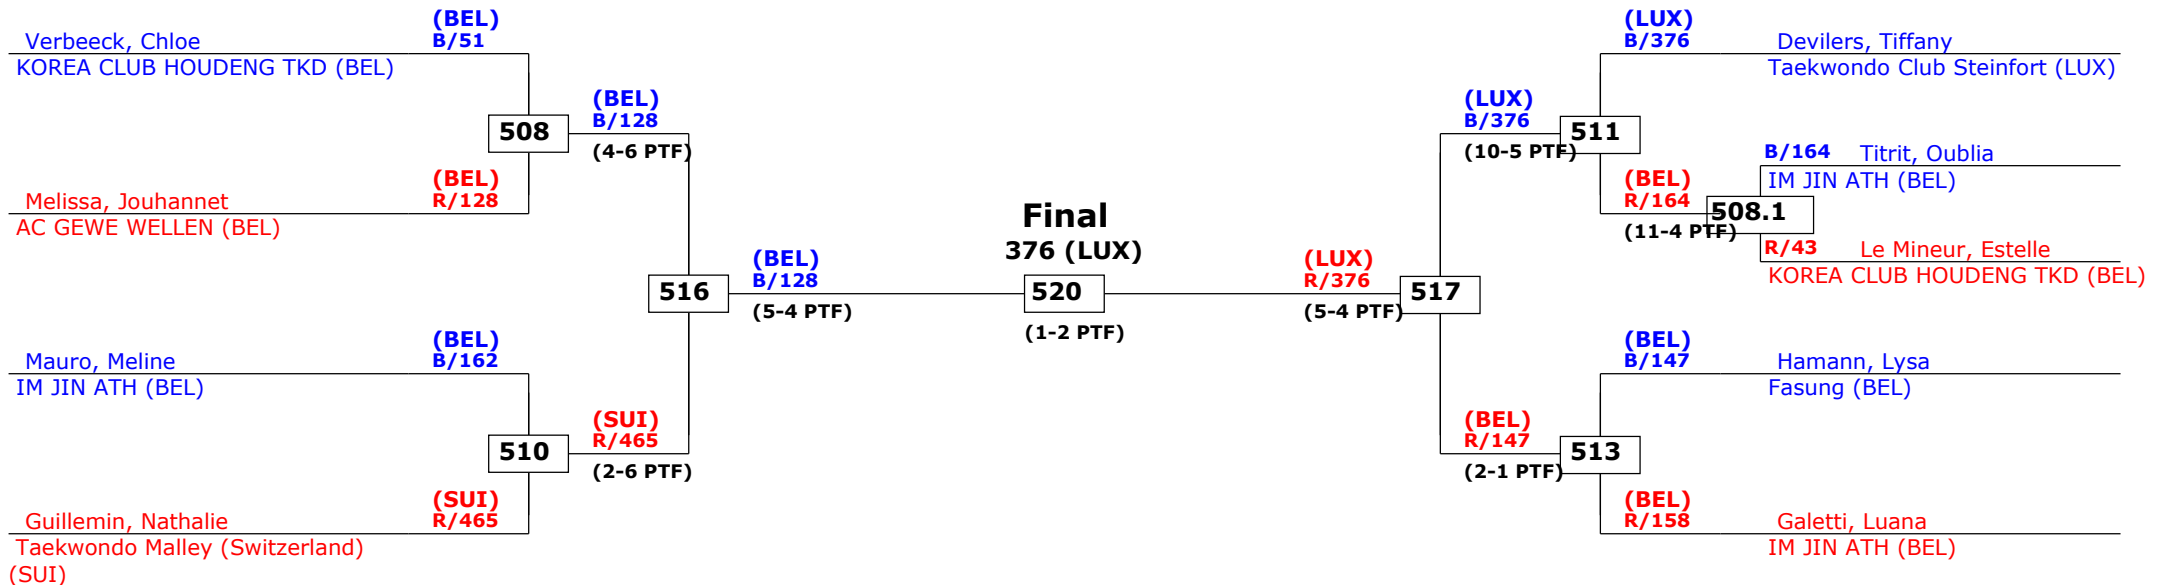 (BEL)
Verbeeck, Chloe B/51
KOREA CLUB HOUDENG TKD (BEL)
(BEL)
B/128
508
(4-6 PTF)
(BEL)
Melissa, Jouhannet R/128
AC GEWE WELLEN (BEL)
(BEL)
B/128
516
(5-4 PTF)
(BEL)
Mauro, Meline B/162
IM JIN ATH (BEL)
(SUI)
R/465
510
(2-6 PTF)
(SUI)
Guillemin, Nathalie R/465
Taekwondo Malley (Switzerland)
(SUI)
Final
376 (LUX)
520
(1-2 PTF)
(LUX)
R/376
517
(5-4 PTF)
(LUX)
B/376 Devilers, Tiffany
Taekwondo Club Steinfort (LUX)
(LUX)
B/376
511
(10-5 PTF)
B/164 Titrit, Oublia
IM JIN ATH (BEL)
(BEL)
R/164
508.1
(11-4 PTF)
R/43 Le Mineur, Estelle
KOREA CLUB HOUDENG TKD (BEL)
(BEL)
B/147 Hamann, Lysa
Fasung (BEL)
(BEL)
R/147
513
(2-1 PTF)
(BEL)
R/158 Galetti, Luana
IM JIN ATH (BEL)